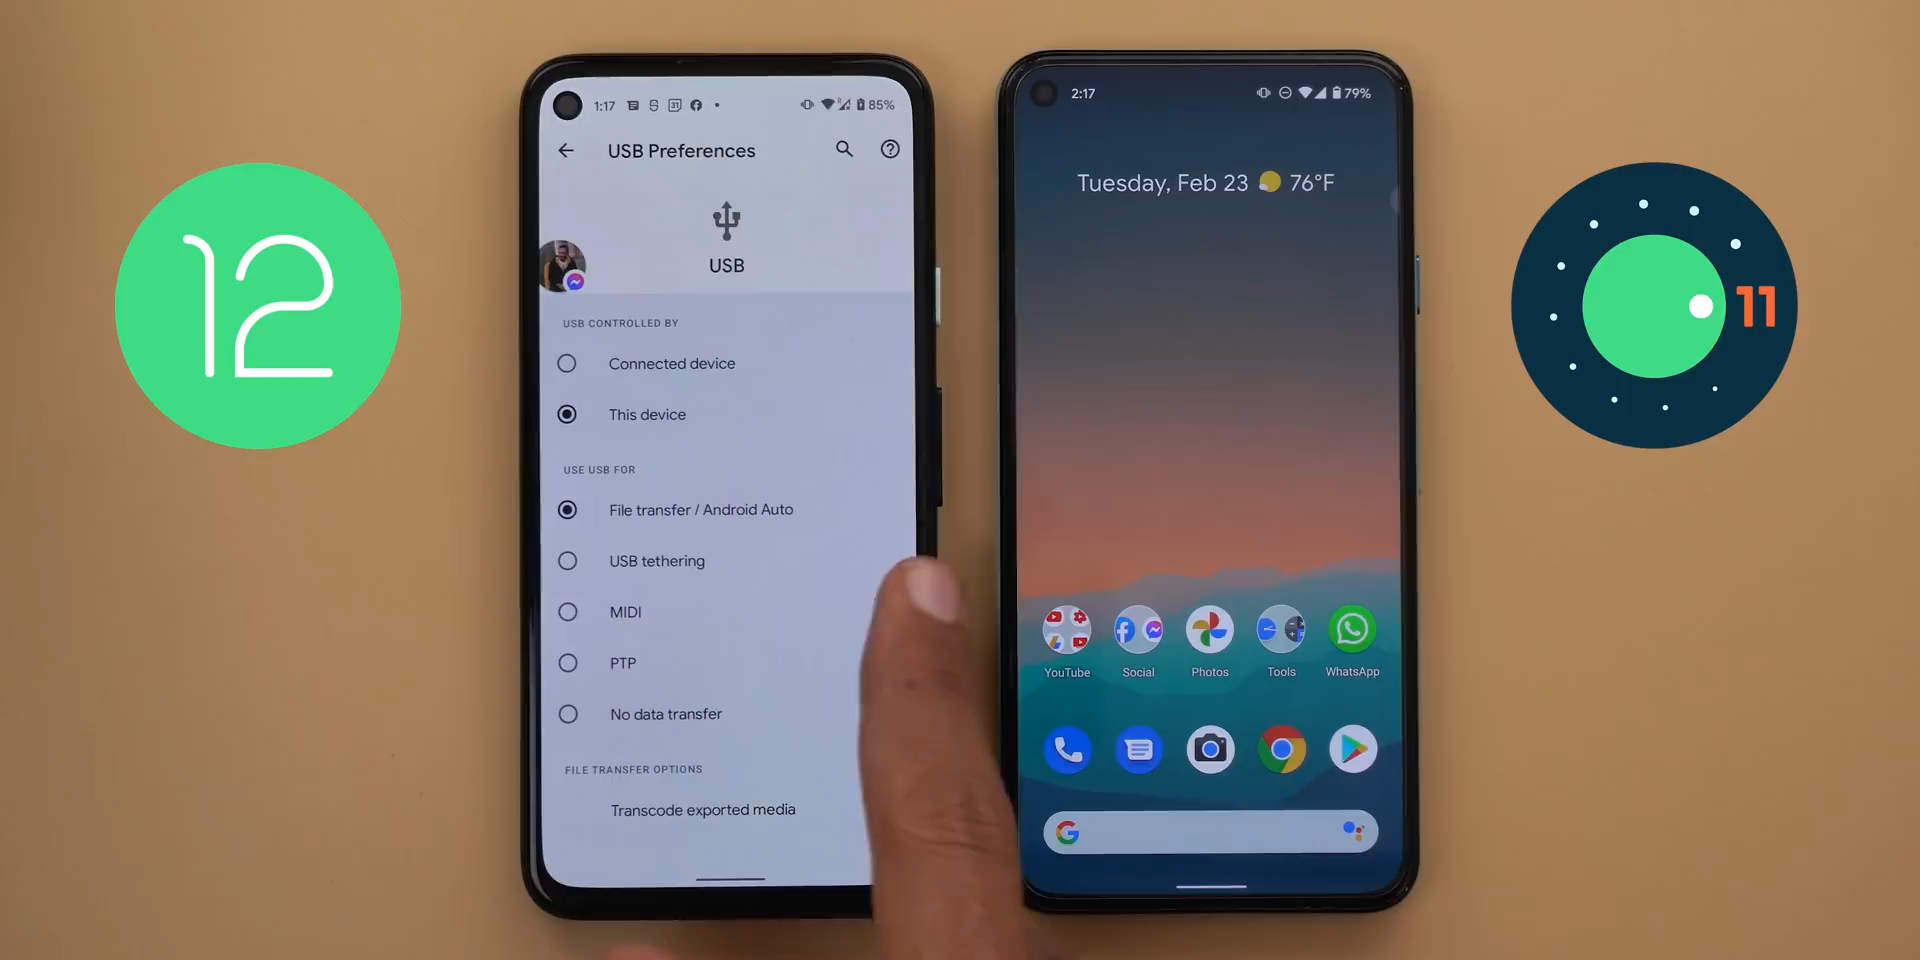 12
1:17
31
85%
USB Preferences
USB
USB CONTROLLED BY
Connected device
This device
USE USB FOR
File transfer / Android Auto
USB tethering
MIDI
PTP
No data transfer
FILE TRANSFER OPTIONS
Transcode exported media
2:17
79%
Tuesday, Feb 23 76°F
YouTube Social Photos Tools WhatsApp
G
11